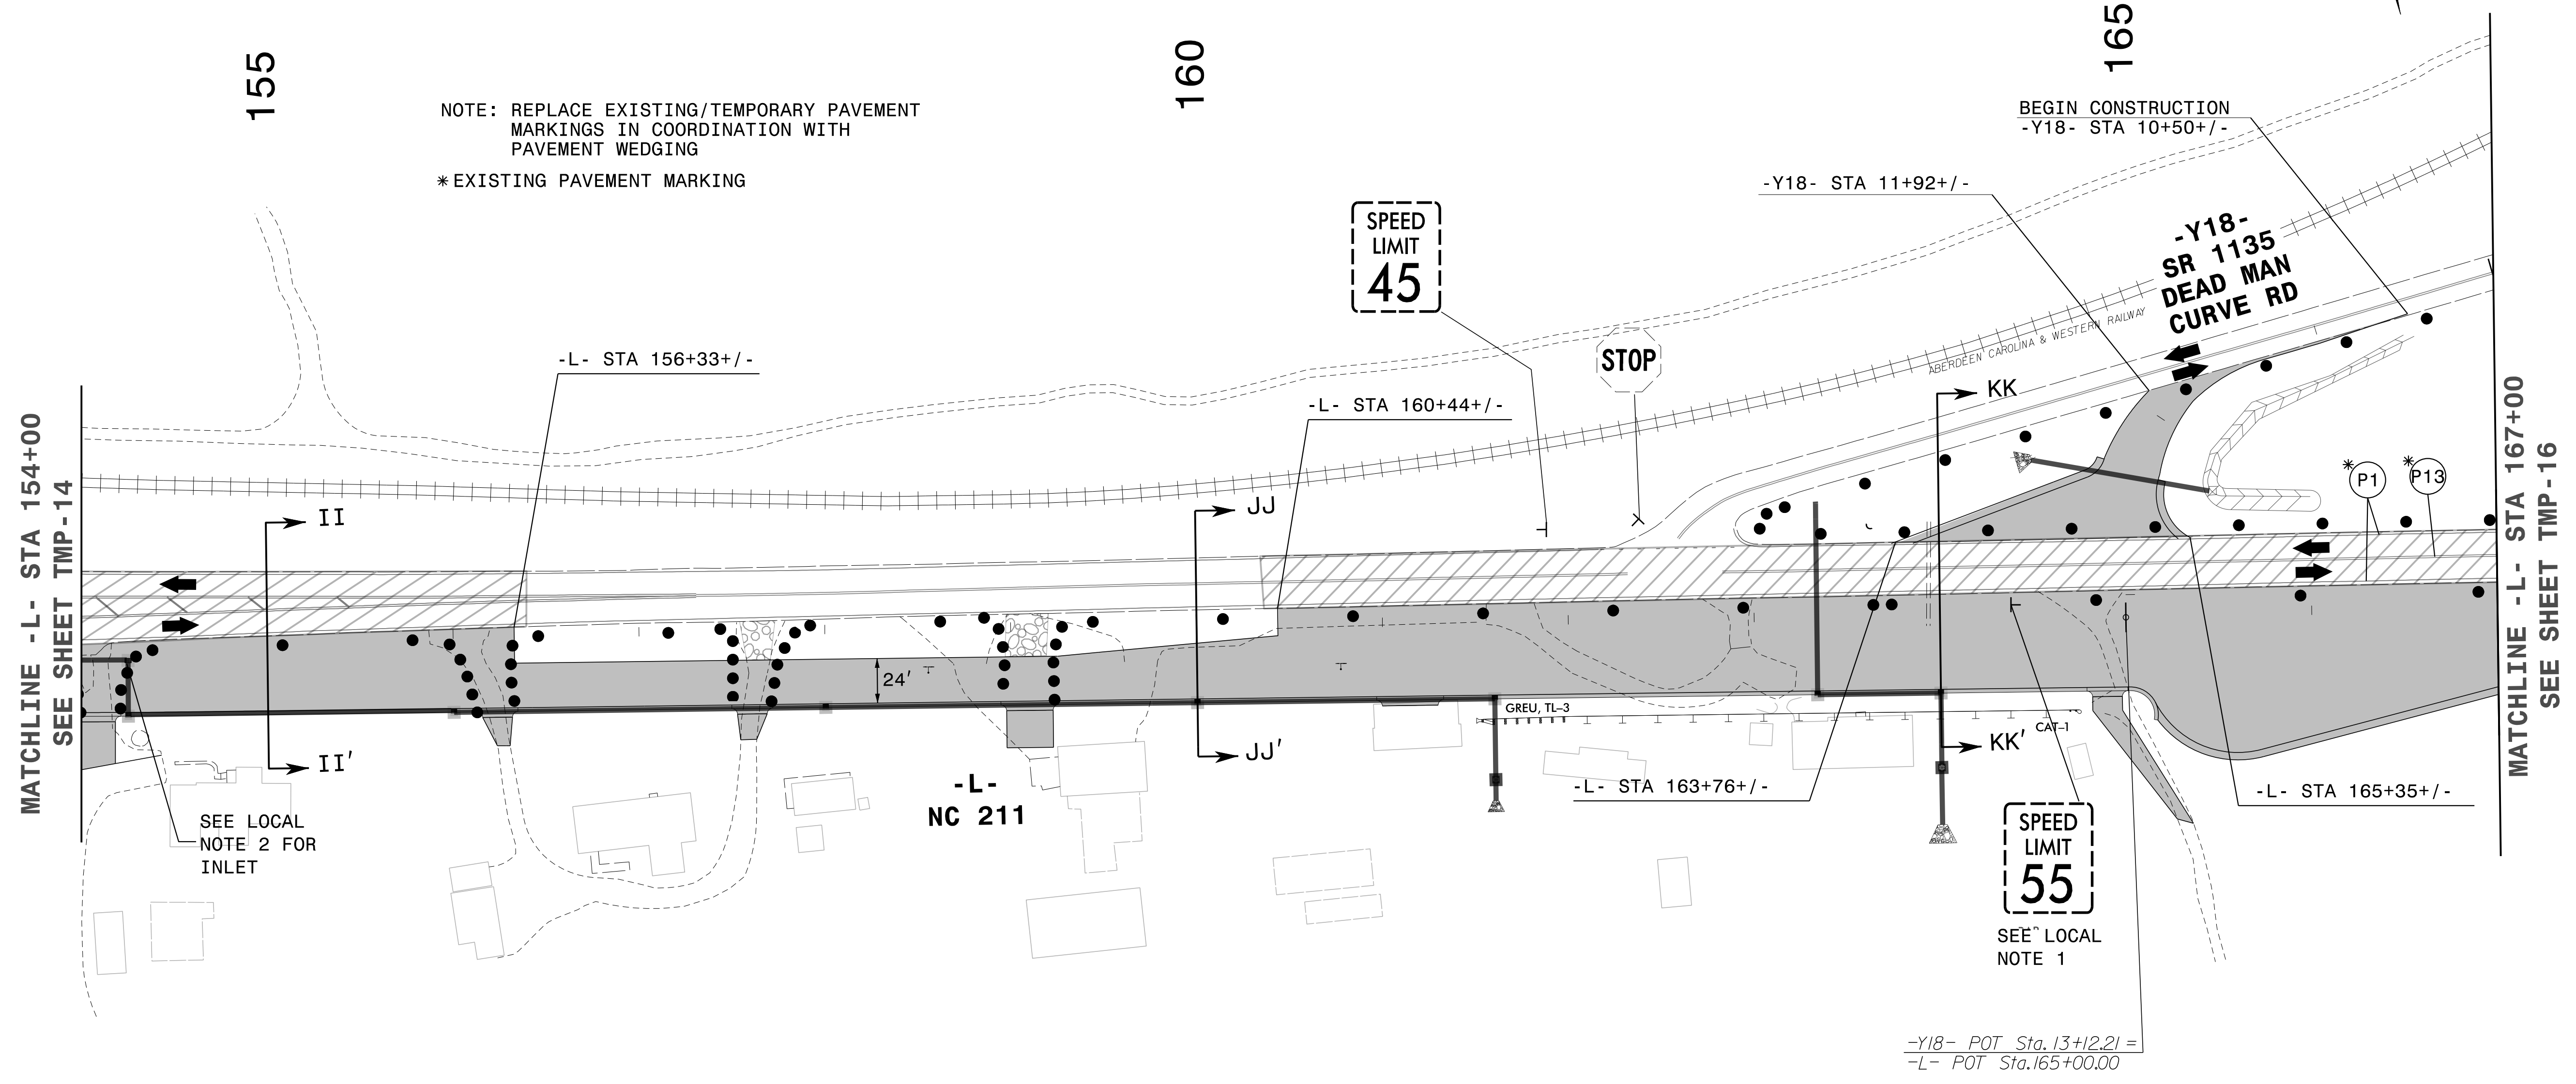 155
160
165
NOTE: REPLACE EXISTING/TEMPORARY PAVEMENT
MARKINGS IN COORDINATION WITH
PAVEMENT WEDGING
*EXISTING PAVEMENT MARKING
BEGIN CONSTRUCTION
-Y18- STA 10+50+/-
-Y18- STA 11+92+/-
-Y18-
SR 1135
DEAD MAN
CURVE RD
SPEED
LIMIT
45
STOP
ABERDEEN CAROLINA & WESTERN RAILWAY
-L- STA 156+33+/-
-L- STA 160+44+/-
KK
MATCHLINE -L- STA 154+00
SEE SHEET TMP-14
MATCHLINE -L- STA 167+00
SEE SHEET TMP-16
* P1
* P13
II
JJ
24'
GREU, TL-3
CAT-1
II'
JJ'
KK'
-L-
NC 211
-L- STA 163+76+/-
-L- STA 165+35+/-
SEE LOCAL
NOTE 2 FOR
INLET
SPEED
LIMIT
55
SEE LOCAL
NOTE 1
-Y18- POT Sta. 13+12.21 =
-L- POT Sta.165+00.00